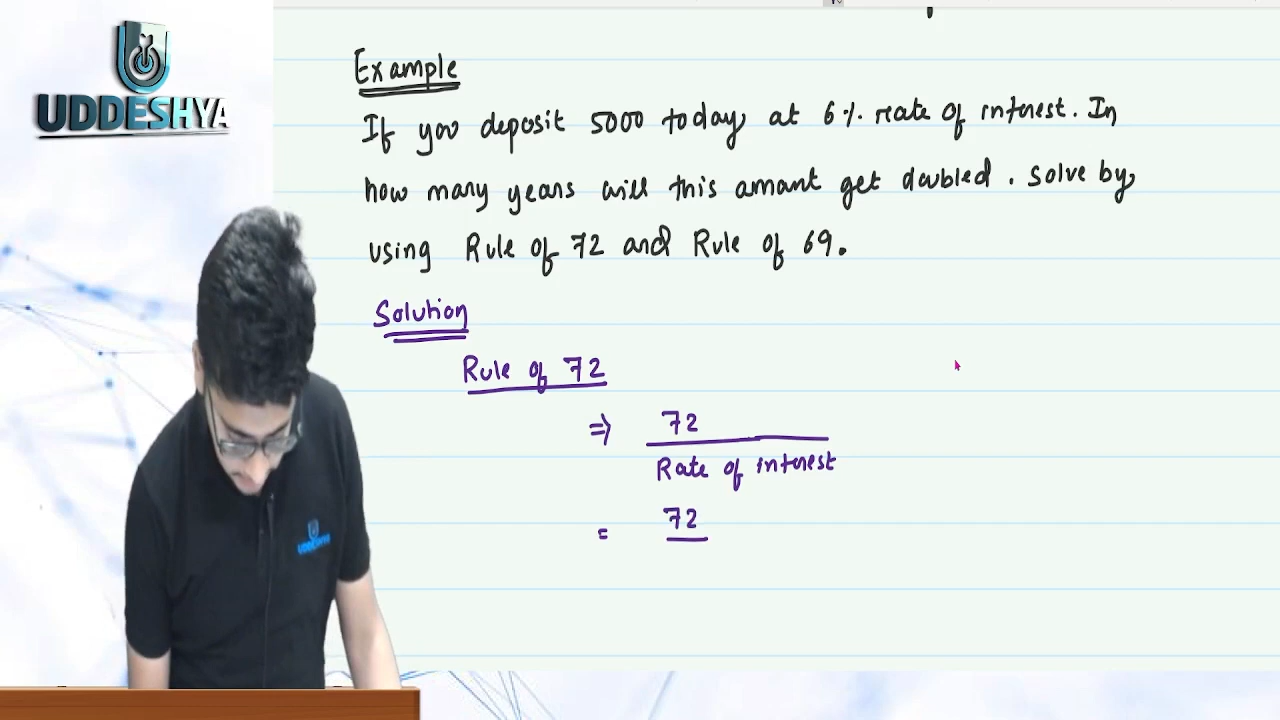 UDDESHYA
Example
If you deposit 5000 today at 6%. rate of interest. In
how many years will this amant get doubled. Solve by
using Rule of 72 and Rule of 69.
Solution
Rule of 72
⇒ 72
Rate of interest
= 72
UDDESHYA